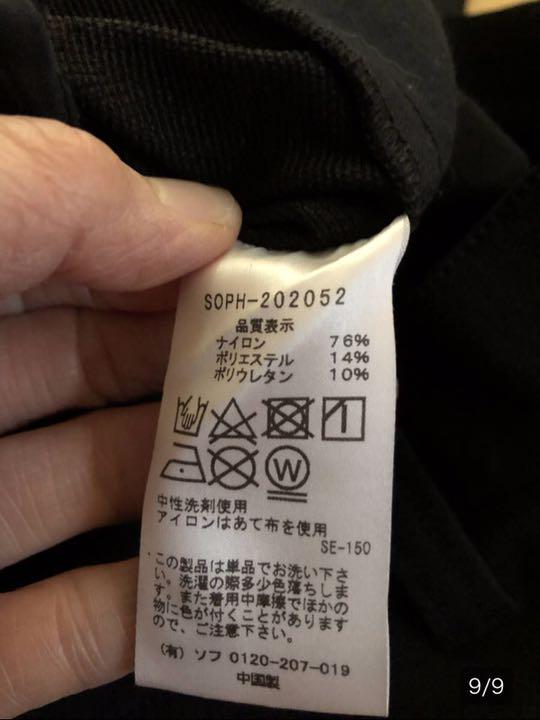 SOPH-202052
品質表示
ナイロン 76%
ポリエステル 14%
ポリウレタン 10%
W
中性洗剤使用
アイロンはあて布を使用
SE-150
・この製品は単品でお洗い下さ
い。洗濯の際多少色落ちしま
す。また着用中摩擦でほかの
物に色が付くことがあります
ので、ご注意下さい。
(有) ソフ 0120-207-019
中国製
9/9